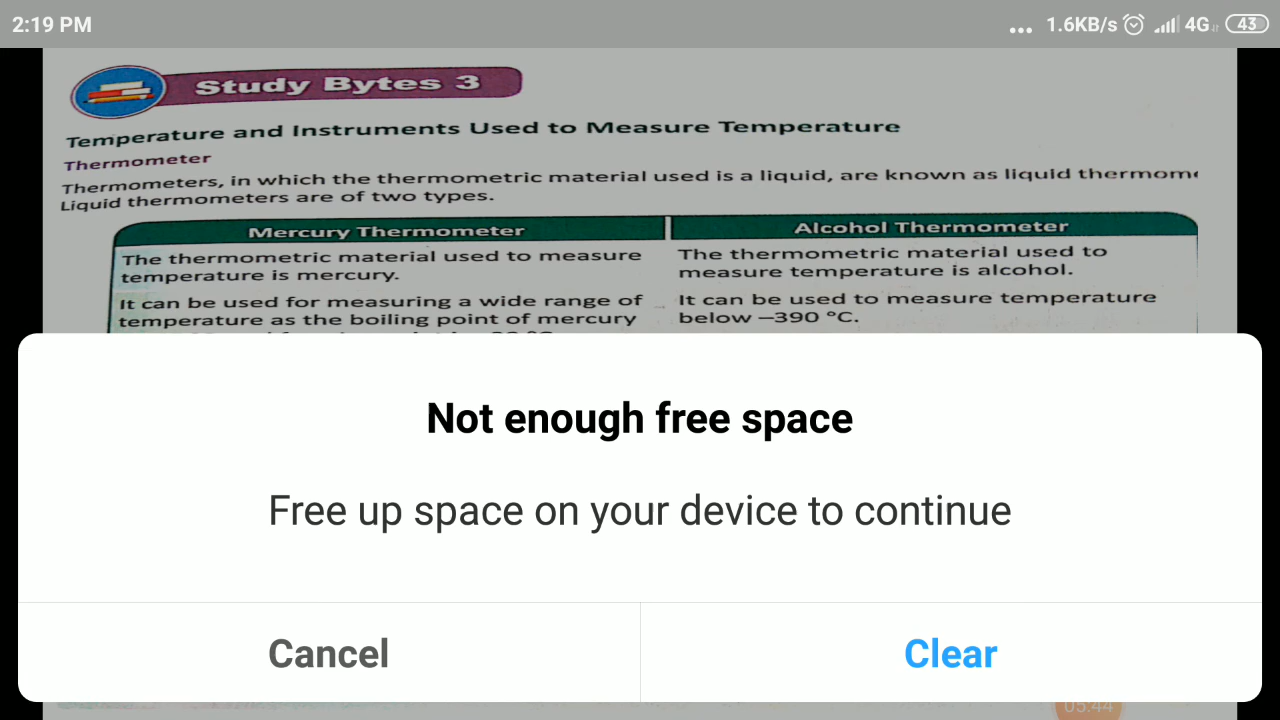 2:19 PM
... 1.6KB/s 4G 43
Study Bytes 3
Temperature and Instruments Used to Measure Temperature
Thermometer
Thermometers, in which the thermometric material used is a liquid, are known as liquid
Liquid thermometers are of two types.
Mercury Thermometer
Alcohol Thermometer
The thermometric material used to measure
temperature is mercury.
The thermometric material used to
measure temperature is alcohol.
It can be used for measuring a wide range of
temperature as the boiling point of mercury
It can be used to measure temperature
below –390 °C.
Not enough free space
Free up space on your device to continue
Cancel
Clear
05:44